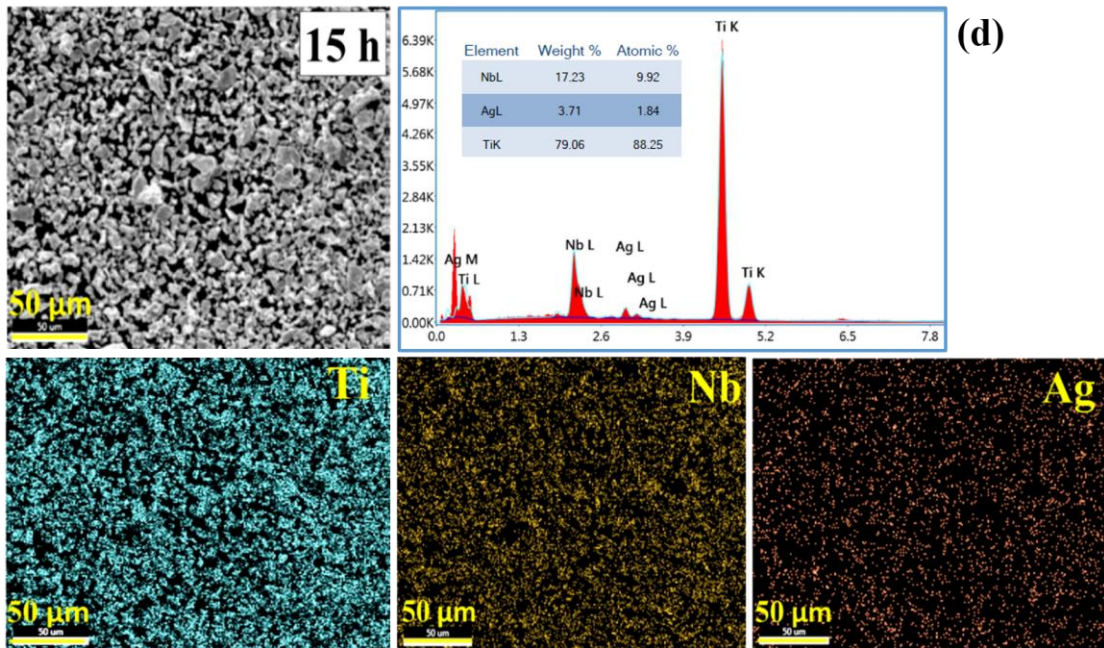 15 h
50 µm
50 um
(d)
Element Weight % Atomic %
NbL 17.23 9.92
AgL 3.71 1.84
TiK 79.06 88.25
6.39K
5.68K
4.97K
4.26K
3.55K
2.84K
2.13K
1.42K
0.71K
0.00K
Ag M
Ti L
Nb L
Nb L
Ag L
Ag L
Ag L
Ti K
Ti K
0.0 1.3 2.6 3.9 5.2 6.5 7.8
Ti
50 µm
50 um
Nb
50 µm
50 um
Ag
50 µm
50 um